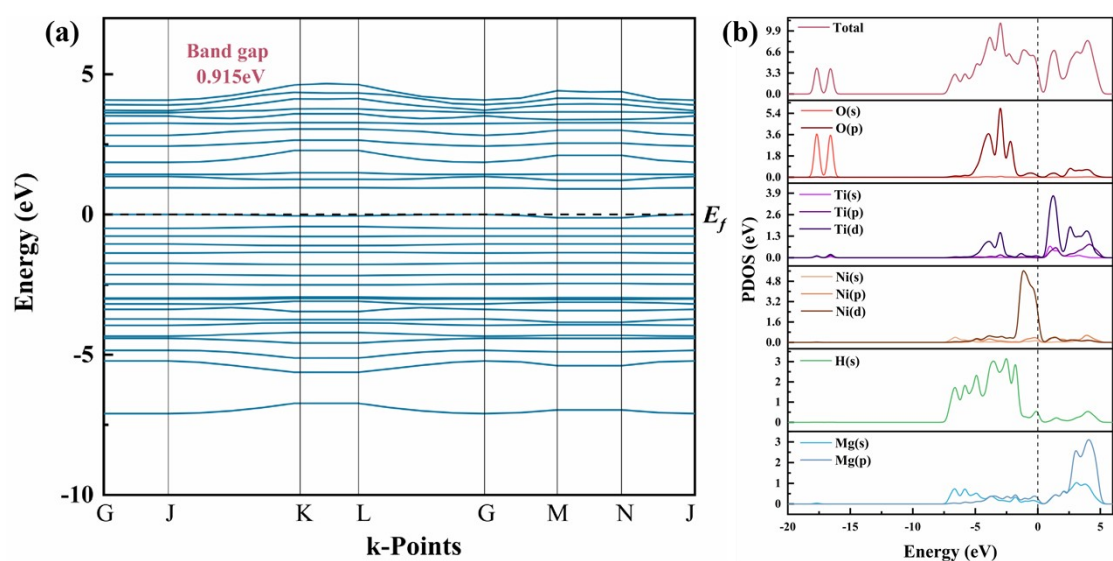 (a)
Band gap
0.915eV
5
0
-5
-10
Energy (eV)
E_f
G J K L G M N J
k-Points
(b)
Total
9.9
6.6
3.3
0.0
O(s)
O(p)
5.4
3.6
1.8
0.0
Ti(s)
Ti(p)
Ti(d)
3.9
2.6
1.3
0.0
Ni(s)
Ni(p)
Ni(d)
4.8
3.2
1.6
0.0
H(s)
3
2
1
0
Mg(s)
Mg(p)
3
2
1
0
PDOS (eV)
-20 -15 -10 -5 0 5
Energy (eV)